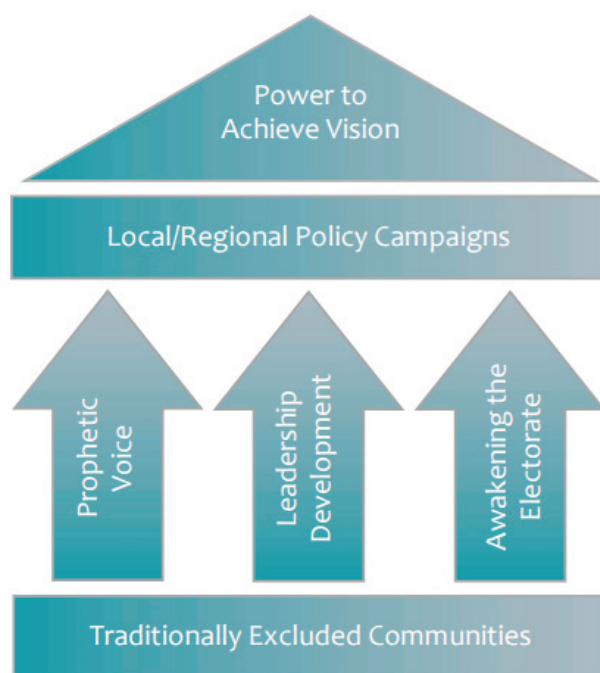 Power to
Achieve Vision
Local/Regional Policy Campaigns
Prophetic
Voice
Leadership
Development
Awakening the
Electorate
Traditionally Excluded Communities